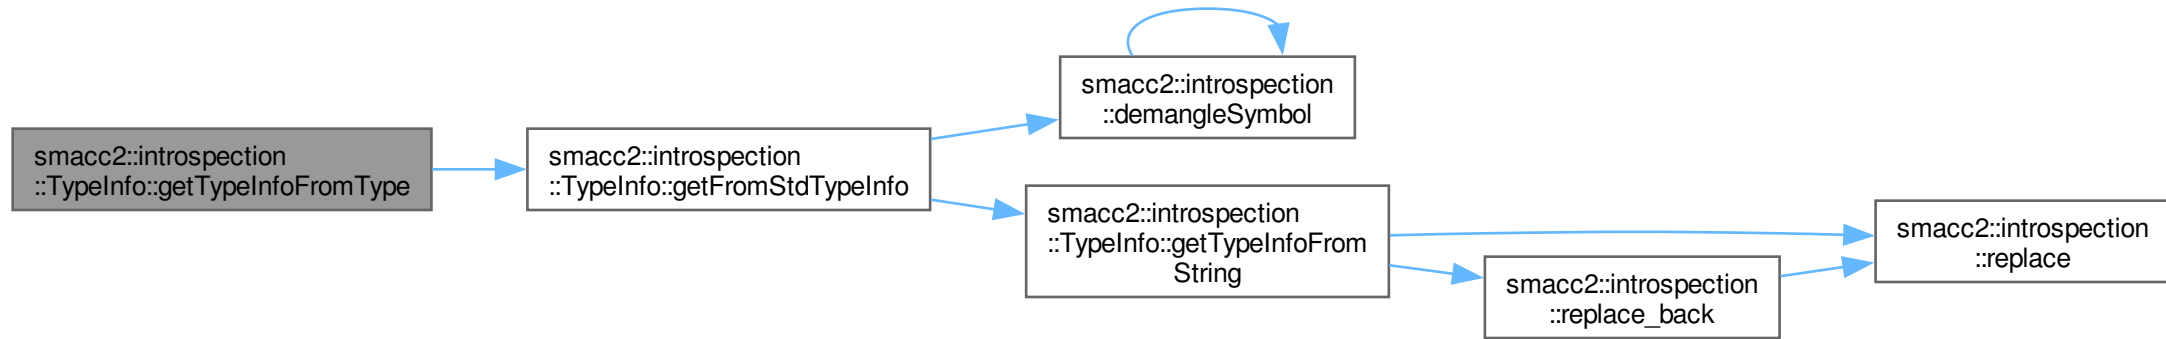 smacc2::introspection
::TypeInfo::getTypeInfoFromType
smacc2::introspection
::TypeInfo::getFromStdTypeInfo
smacc2::introspection
::demangleSymbol
smacc2::introspection
::TypeInfo::getTypeInfoFrom
String
smacc2::introspection
::replace_back
smacc2::introspection
::replace